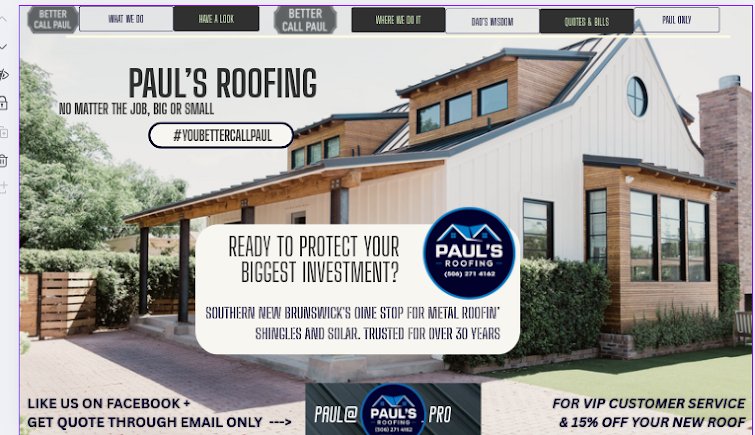 BETTER
CALL PAUL
WHAT WE DO
HAVE A LOOK
BETTER
CALL PAUL
WHERE WE DO IT
DAD'S WISDOM
QUOTES & BILLS
PAUL ONLY
PAUL'S ROOFING
NO MATTER THE JOB, BIG OR SMALL
#YOUBETTERCALLPAUL
READY TO PROTECT YOUR
BIGGEST INVESTMENT?
PAUL'S
ROOFING
(506) 271 4162
SOUTHERN NEW BRUNSWICK'S OINE STOP FOR METAL ROOFIN'
SHINGLES AND SOLAR. TRUSTED FOR OVER 30 YEARS
LIKE US ON FACEBOOK +
GET QUOTE THROUGH EMAIL ONLY --->
PAUL@
PAUL'S
ROOFING
(506) 271 4162
.PRO
FOR VIP CUSTOMER SERVICE
& 15% OFF YOUR NEW ROOF